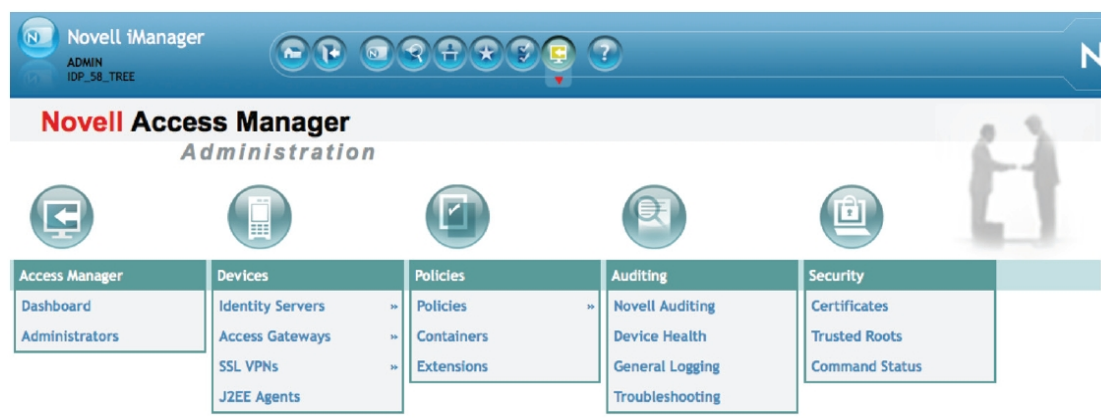 Novell iManager
ADMIN
IDP_58_TREE
N
N
?
N
Novell Access Manager
Administration
Access Manager
Dashboard
Administrators
Devices
Identity Servers »
Access Gateways »
SSL VPNs »
J2EE Agents
Policies
Policies »
Containers
Extensions
Auditing
Novell Auditing
Device Health
General Logging
Troubleshooting
Security
Certificates
Trusted Roots
Command Status